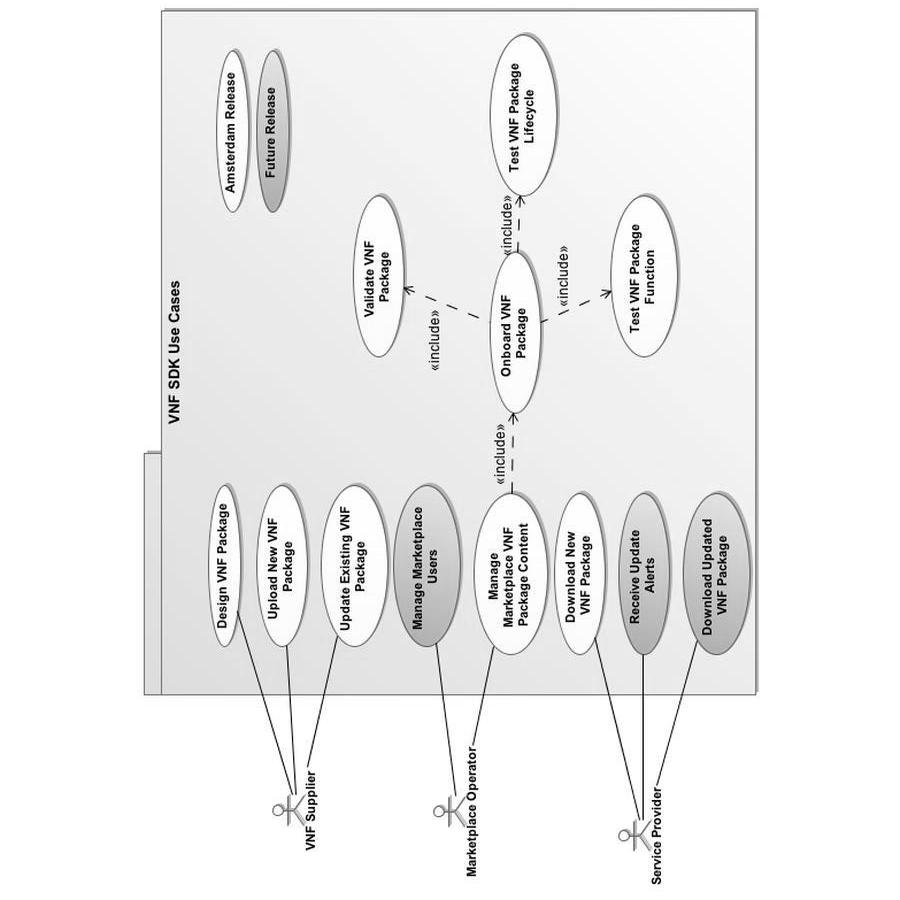 VNF SDK Use Cases
Design VNF Package
Amsterdam Release
Upload New VNF
Package
Future Release
VNF Supplier
Update Existing VNF
Package
Validate VNF
Package
«include»
Manage Marketplace
Users
Marketplace Operator
Manage
Marketplace VNF
Package Content
«include»
Onboard VNF
Package
«include»
Test VNF Package
Lifecycle
«include»
Download New
VNF Package
Receive Update
Alerts
Test VNF Package
Function
Service Provider
Download Updated
VNF Package